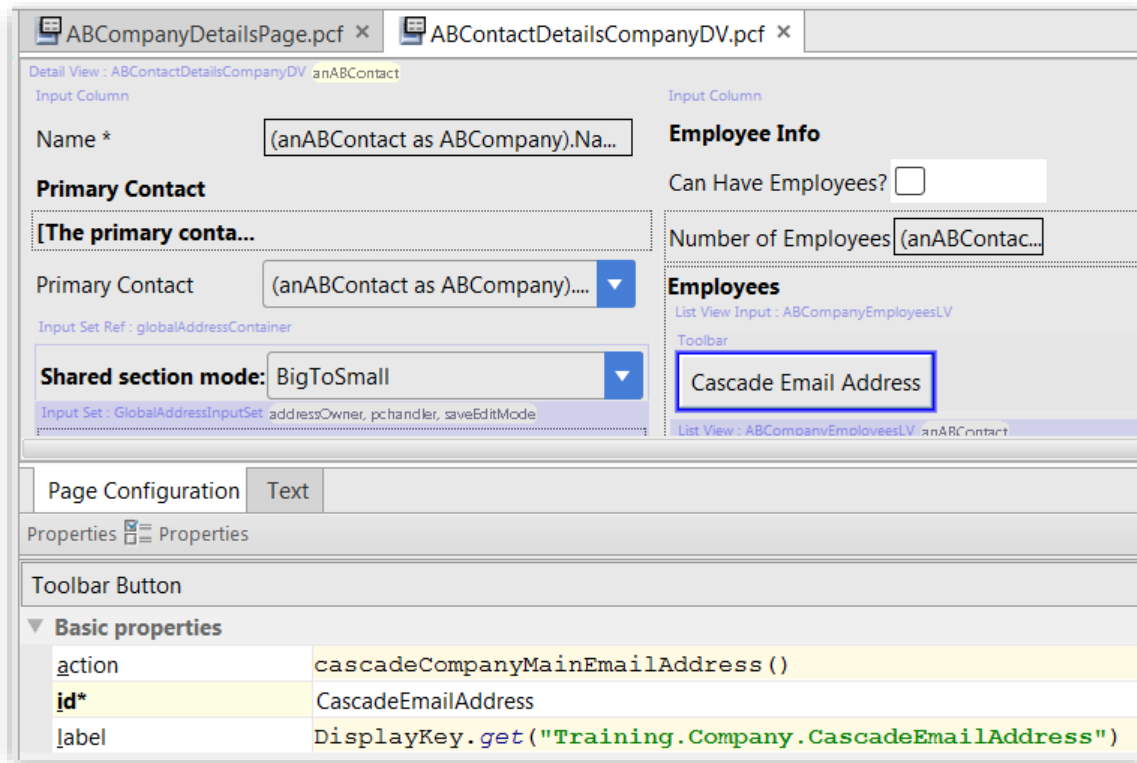 ABCompanyDetailsPage.pcf × ABContactDetailsCompanyDV.pcf ×
Detail View : ABContactDetailsCompanyDV anABContact
Input Column
Name * (anABContact as ABCompany).Na...
Primary Contact
[The primary conta...
Primary Contact (anABContact as ABCompany)....
Input Set Ref : globalAddressContainer
Shared section mode: BigToSmall
Input Set : GlobalAddressInputSet addressOwner, pchandler, saveEditMode
Input Column
Employee Info
Can Have Employees?
Number of Employees (anABContac...
Employees
List View Input : ABCompanyEmployeesLV
Toolbar
Cascade Email Address
List View : ABCompanyEmployeesLV anABContact
Page Configuration Text
Properties Properties
Toolbar Button
Basic properties
action cascadeCompanyMainEmailAddress()
id* CascadeEmailAddress
label DisplayKey.get("Training.Company.CascadeEmailAddress")